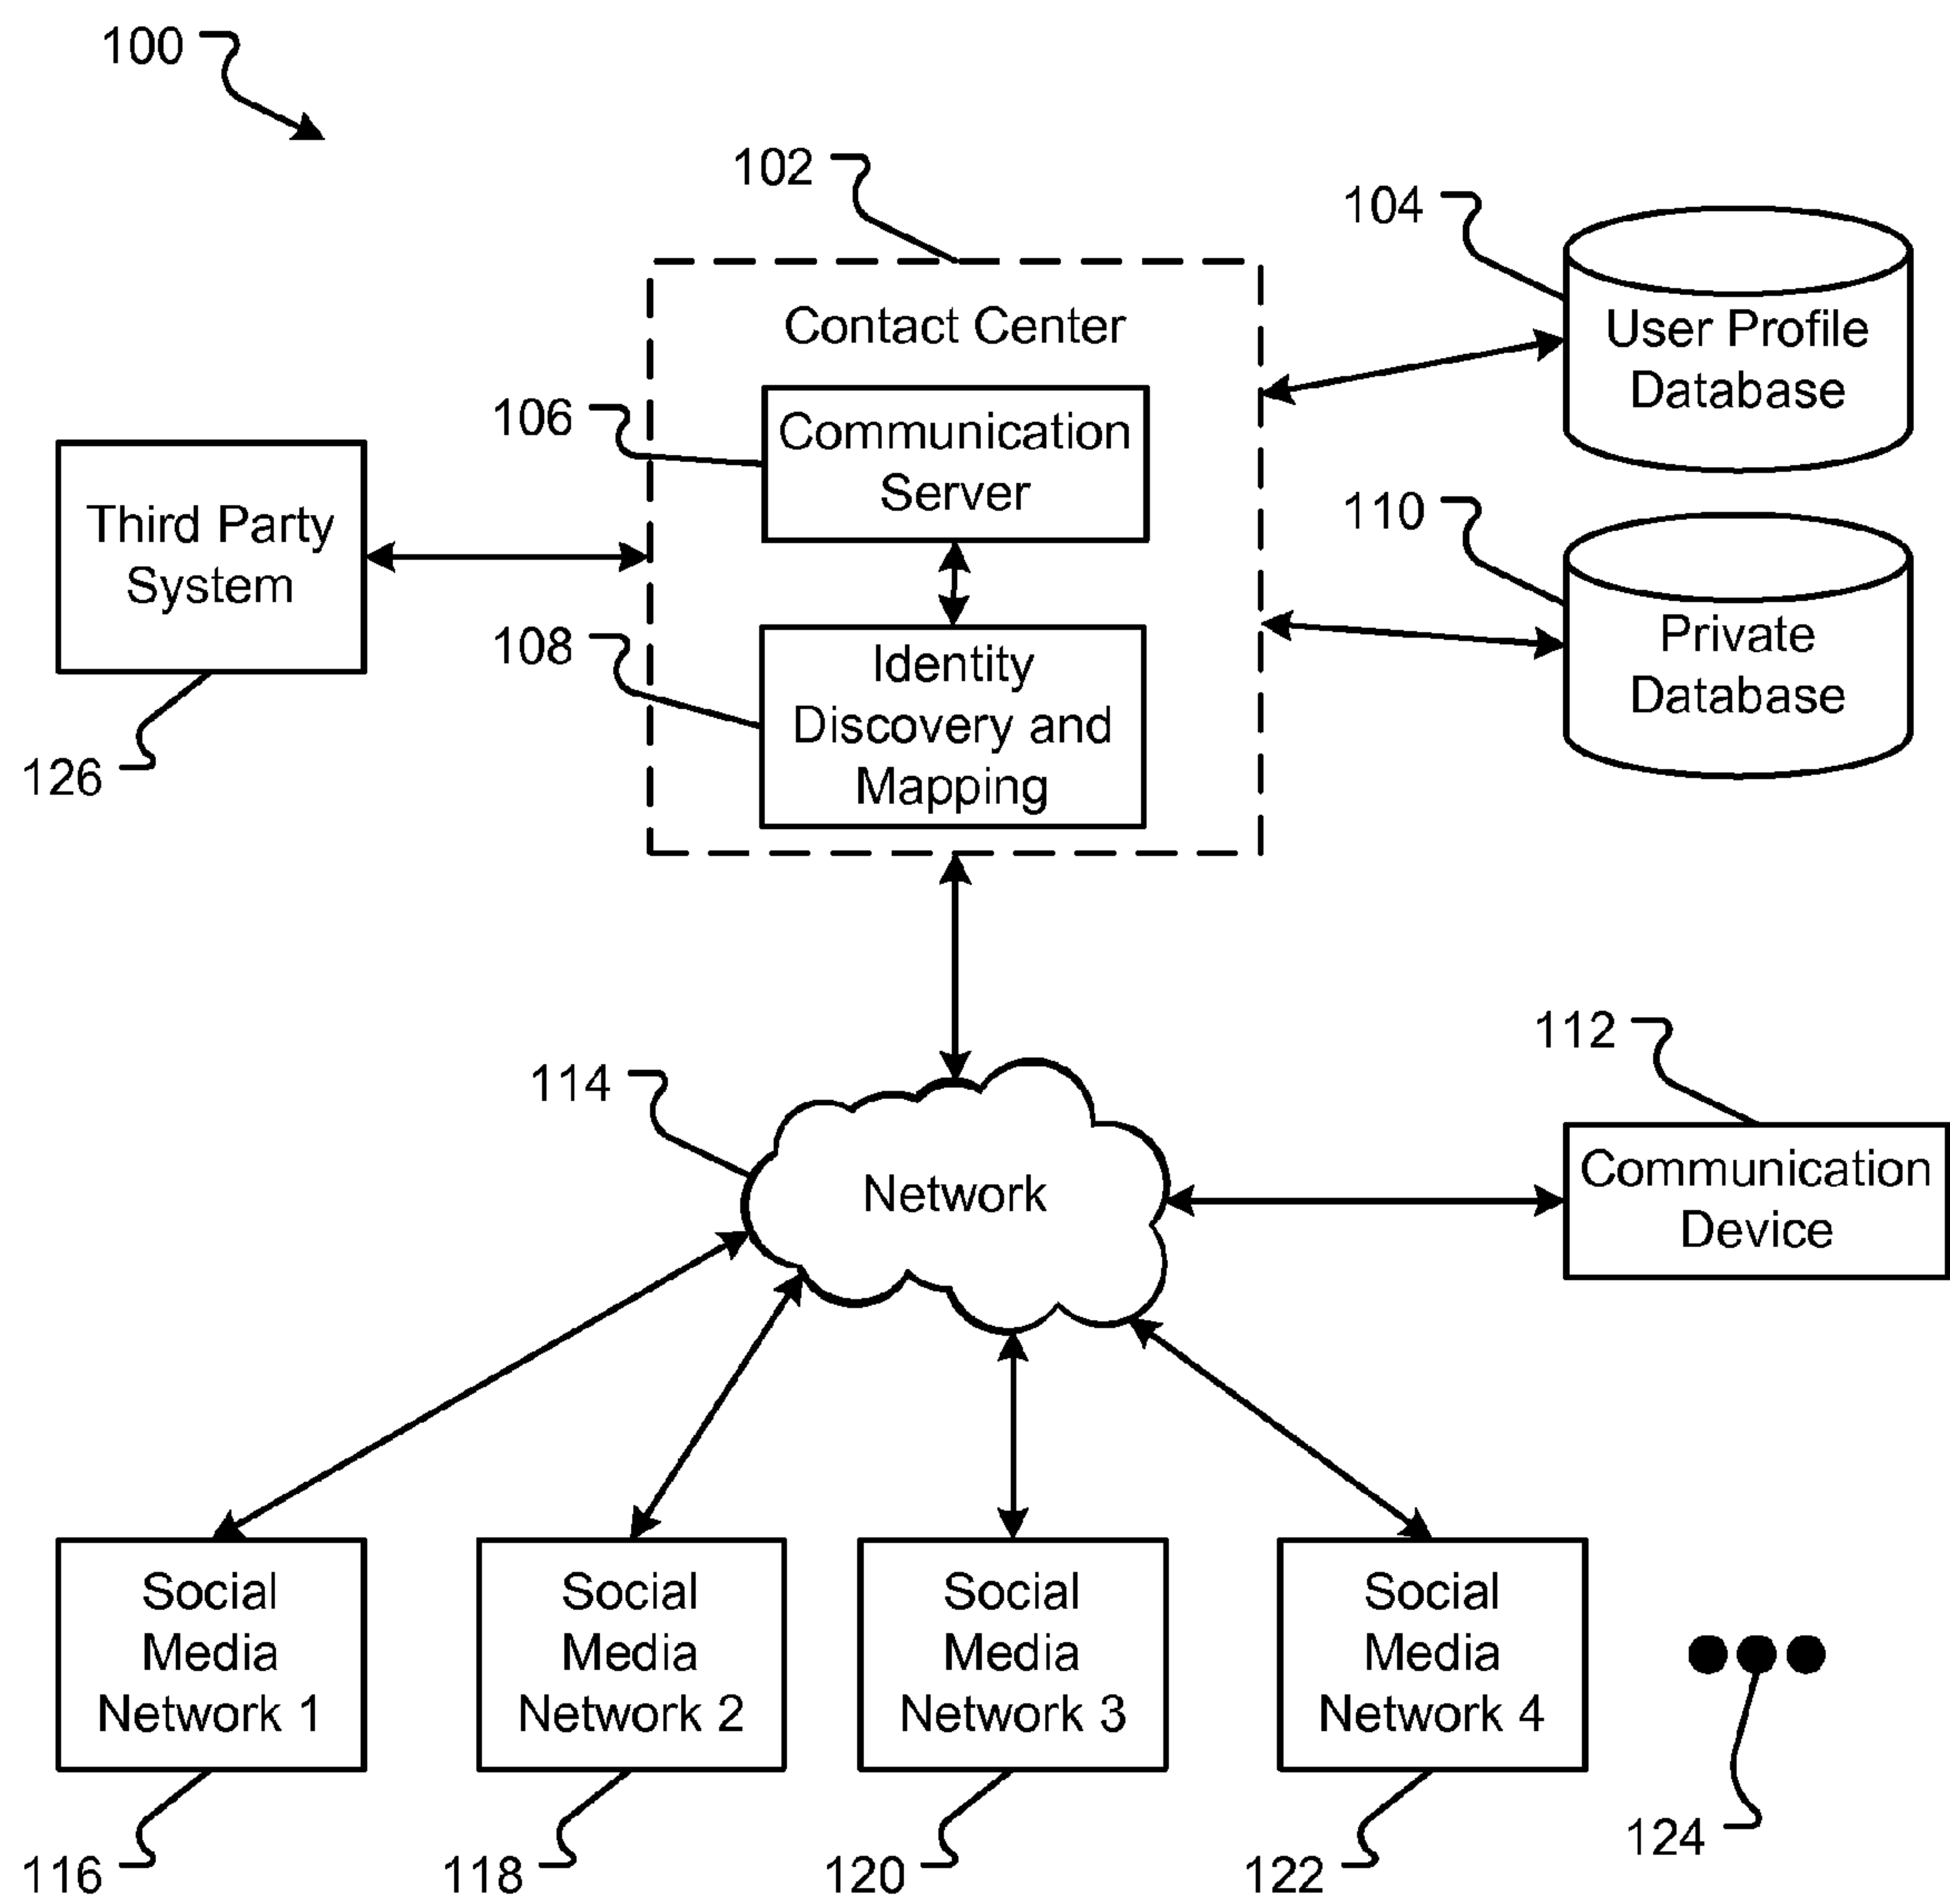 100
102
104
Contact Center
User Profile
Database
106
Communication
Server
110
Third Party
System
108
Identity
Discovery and
Mapping
Private
Database
126
112
114
Network
Communication
Device
Social
Media
Network 1
Social
Media
Network 2
Social
Media
Network 3
Social
Media
Network 4
116
118
120
122
124